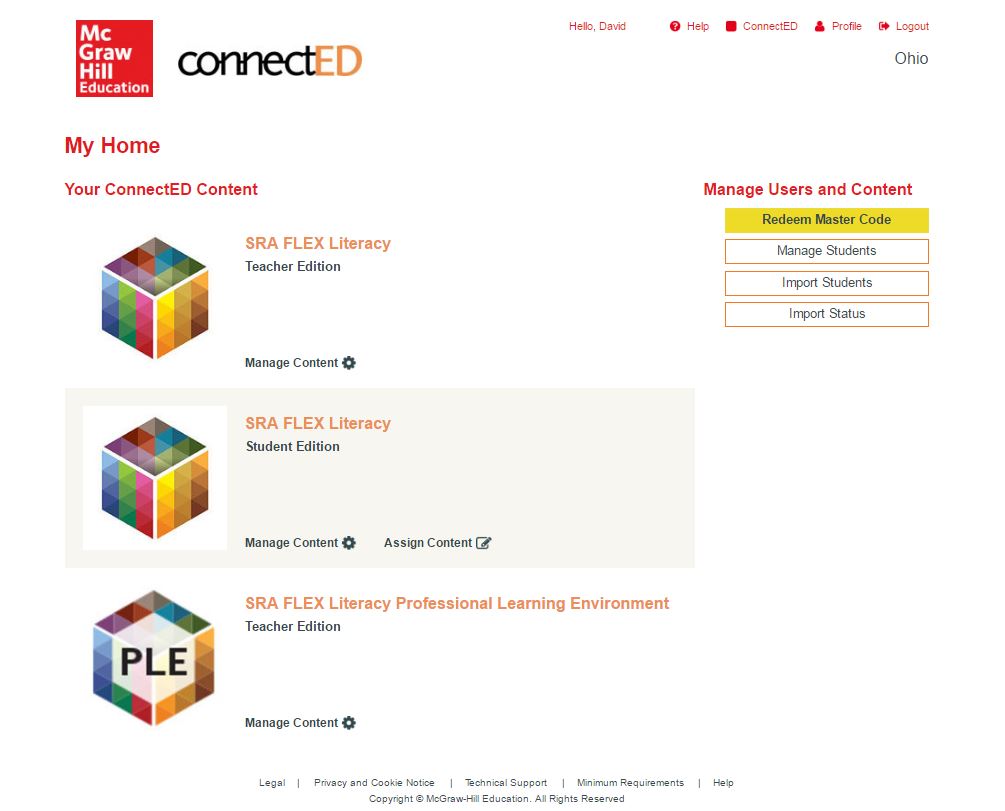 Mc
Graw
Hill
Education
connectED
Hello, David Help ConnectED Profile Logout
Ohio
My Home
Your ConnectED Content
SRA FLEX Literacy
Teacher Edition
Manage Content
SRA FLEX Literacy
Student Edition
Manage Content Assign Content
PLE
SRA FLEX Literacy Professional Learning Environment
Teacher Edition
Manage Content
Manage Users and Content
Redeem Master Code
Manage Students
Import Students
Import Status
Legal | Privacy and Cookie Notice | Technical Support | Minimum Requirements | Help
Copyright © McGraw-Hill Education. All Rights Reserved